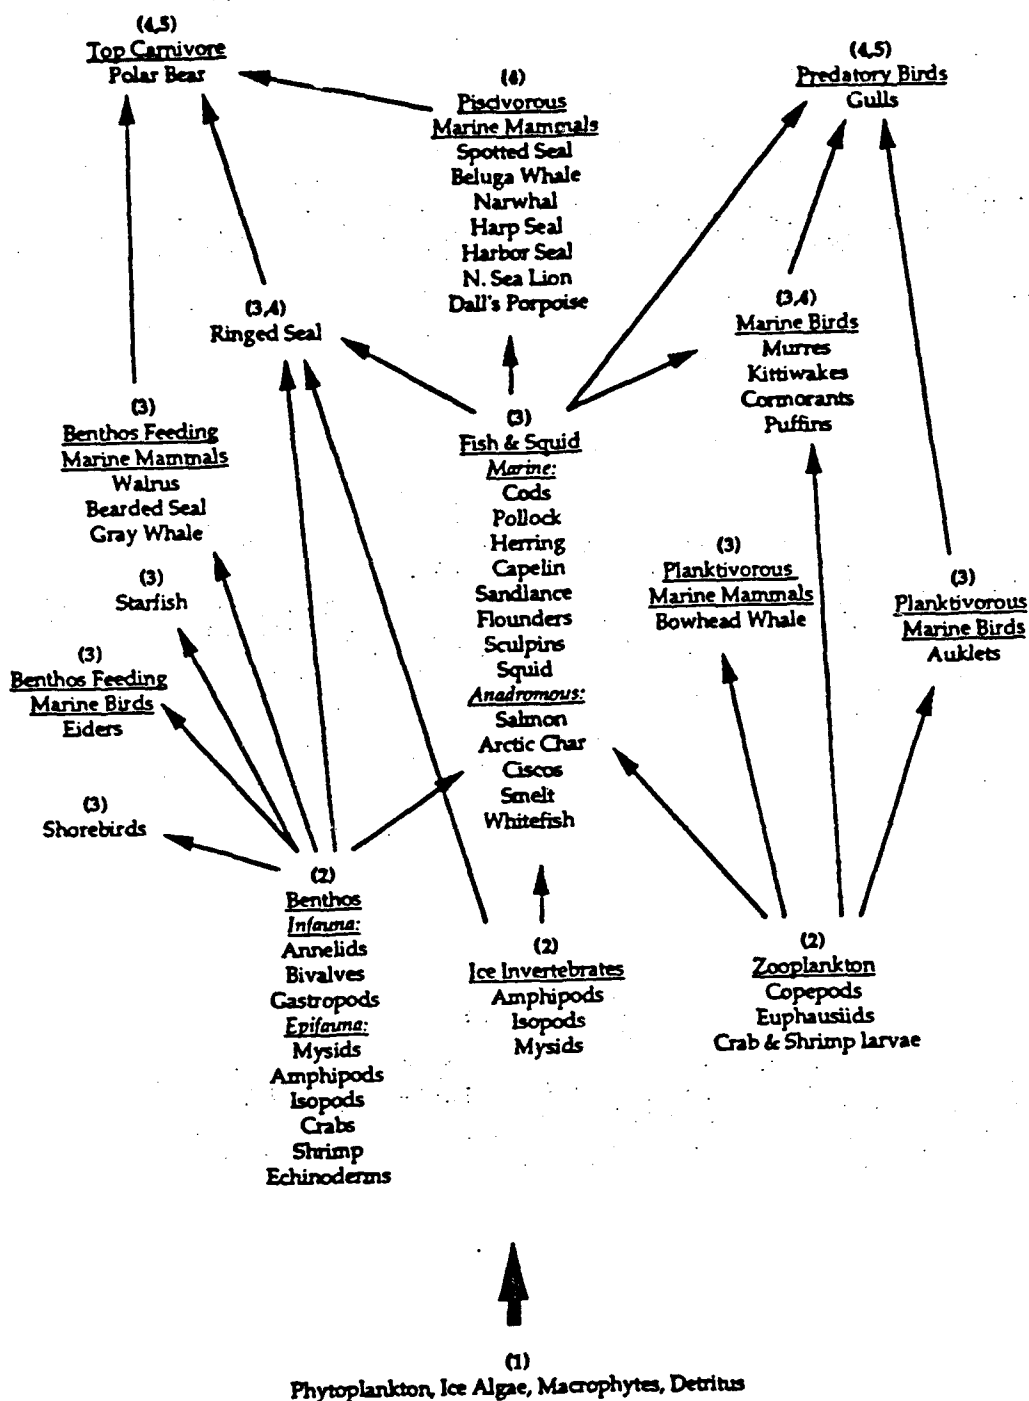 (4,5)
Top Carnivore
Polar Bear
(4)
Piscivorous
Marine Mammals
Spotted Seal
Beluga Whale
Narwhal
Harp Seal
Harbor Seal
N. Sea Lion
Dall's Porpoise
(4,5)
Predatory Birds
Gulls
(3,4)
Ringed Seal
(3,4)
Marine Birds
Murres
Kittiwakes
Cormorants
Puffins
(3)
Benthos Feeding
Marine Mammals
Walrus
Bearded Seal
Gray Whale
(3)
Fish & Squid
Marine:
Cods
Pollock
Herring
Capelin
Sandlance
Flounders
Sculpins
Squid
Anadromous:
Salmon
Arctic Char
Ciscos
Smelt
Whitefish
(3)
Planktivorous
Marine Mammals
Bowhead Whale
(3)
Planktivorous
Marine Birds
Auklets
(3)
Starfish
(3)
Benthos Feeding
Marine Birds
Eiders
(3)
Shorebirds
(2)
Benthos
Infauna:
Annelids
Bivalves
Gastropods
Epifauna:
Mysids
Amphipods
Isopods
Crabs
Shrimp
Echinoderms
(2)
Ice Invertebrates
Amphipods
Isopods
Mysids
(2)
Zooplankton
Copepods
Euphausiids
Crab & Shrimp larvae
(1)
Phytoplankton, Ice Algae, Macrophytes, Detritus